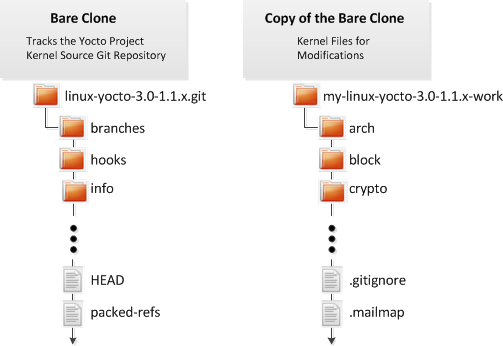 Bare Clone
Tracks the Yocto Project
Kernel Source Git Repository
linux-yocto-3.0-1.1.x.git
branches
hooks
info
HEAD
packed-refs
Copy of the Bare Clone
Kernel Files for
Modifications
my-linux-yocto-3.0-1.1.x-work
arch
block
crypto
.gitignore
.mailmap